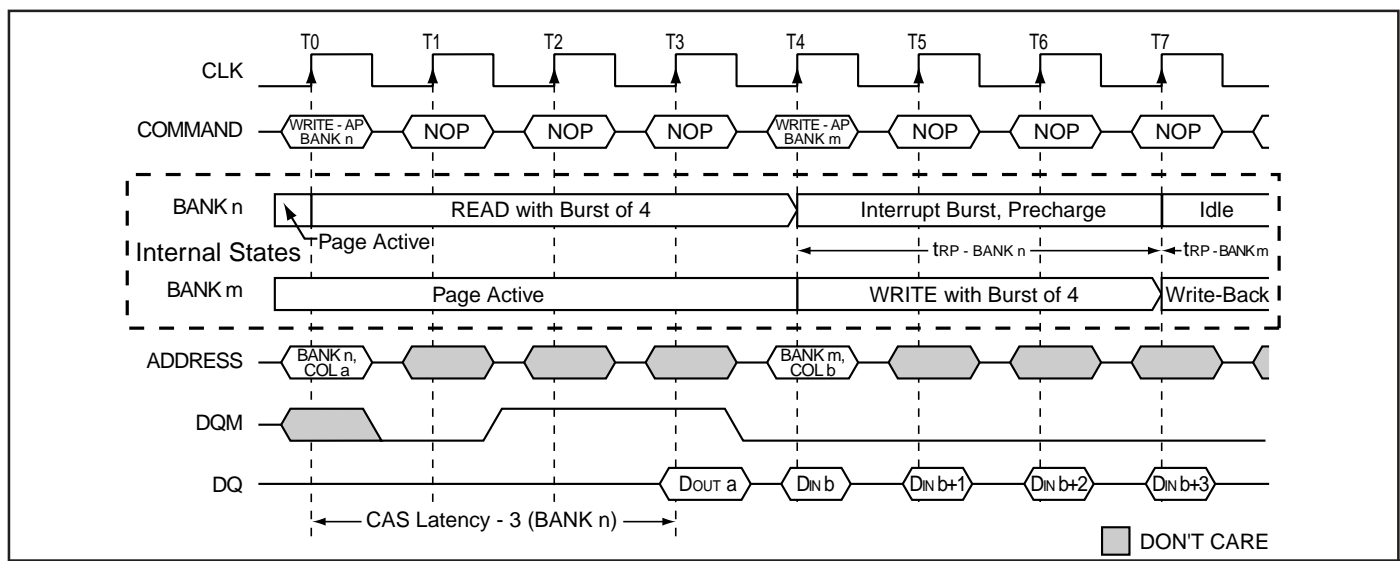 T0 T1 T2 T3 T4 T5 T6 T7
CLK
COMMAND WRITE - AP BANK n NOP NOP NOP WRITE - AP BANK m NOP NOP NOP
BANK n READ with Burst of 4 Interrupt Burst, Precharge Idle
Internal States Page Active tRP - BANK n tRP - BANK m
BANK m Page Active WRITE with Burst of 4 Write-Back
ADDRESS BANK n, COL a BANK m, COL b
DQM
DQ DOUT a DIN b DIN b+1 DIN b+2 DIN b+3
CAS Latency - 3 (BANK n)
DON'T CARE